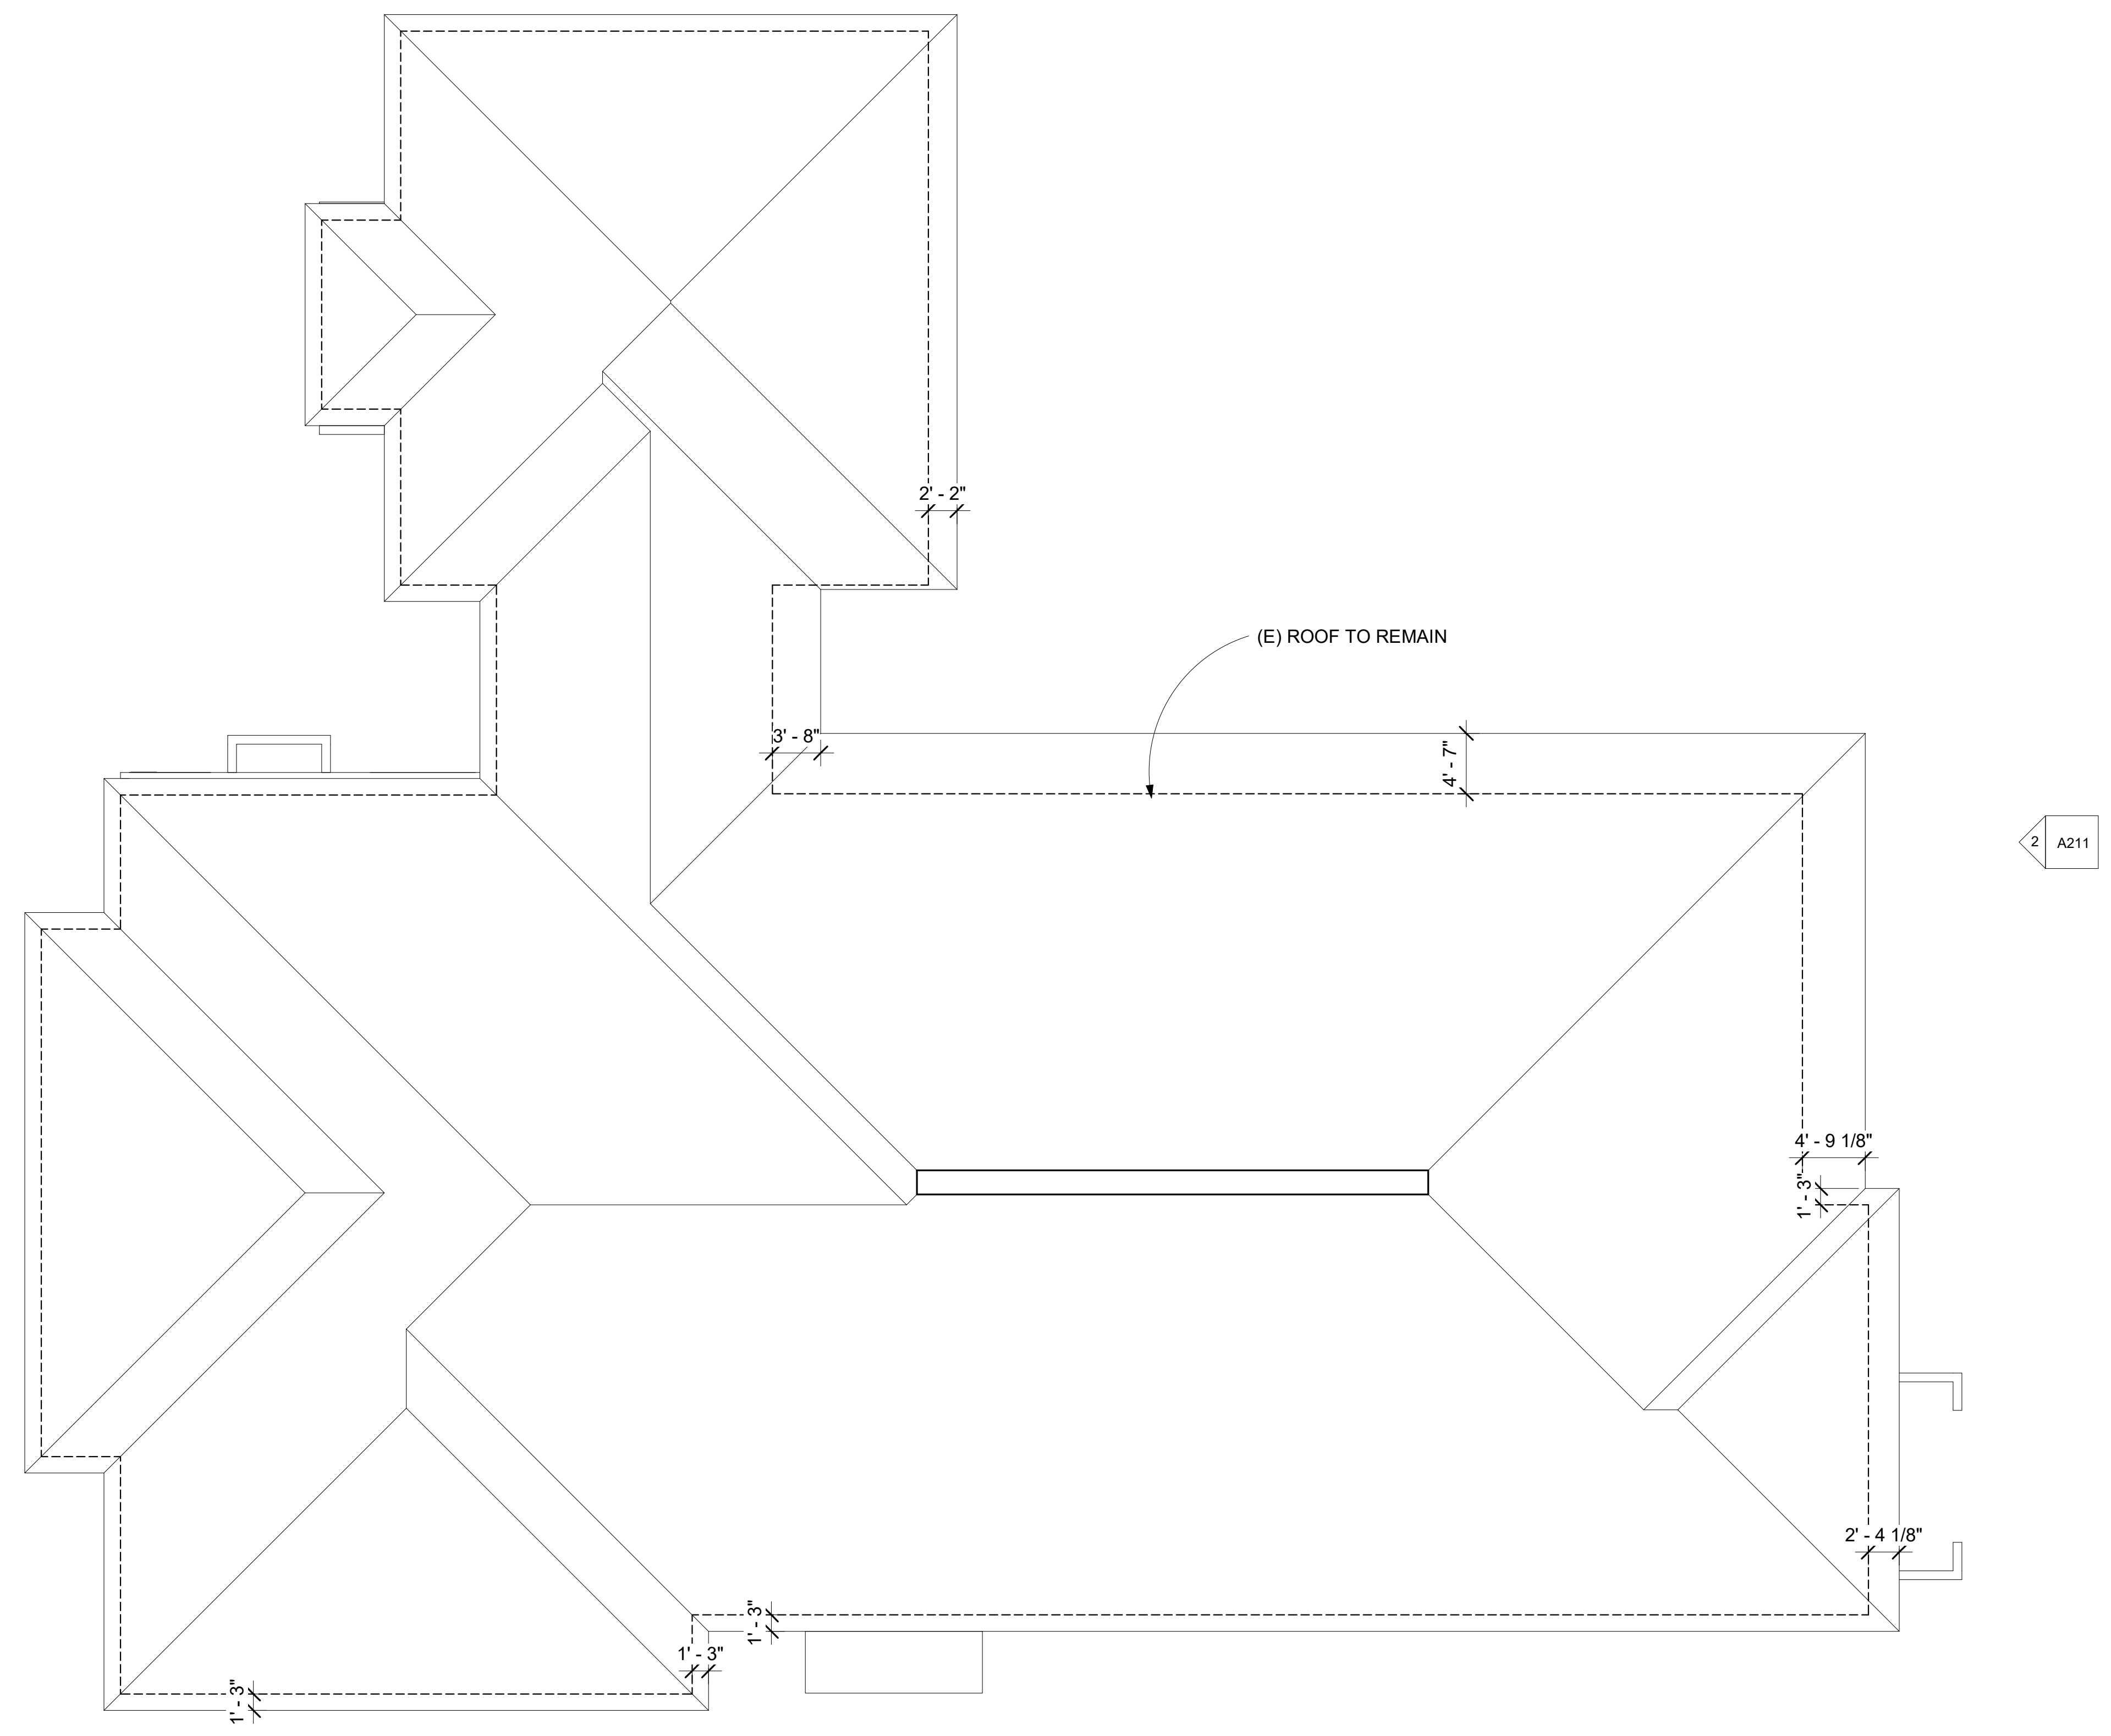 2' - 2"
(E) ROOF TO REMAIN
3' - 8"
4' - 7"
2
A211
4' - 9 1/8"
1' - 3"
2' - 4 1/8"
1' - 3"
1' - 3"
1' - 3"